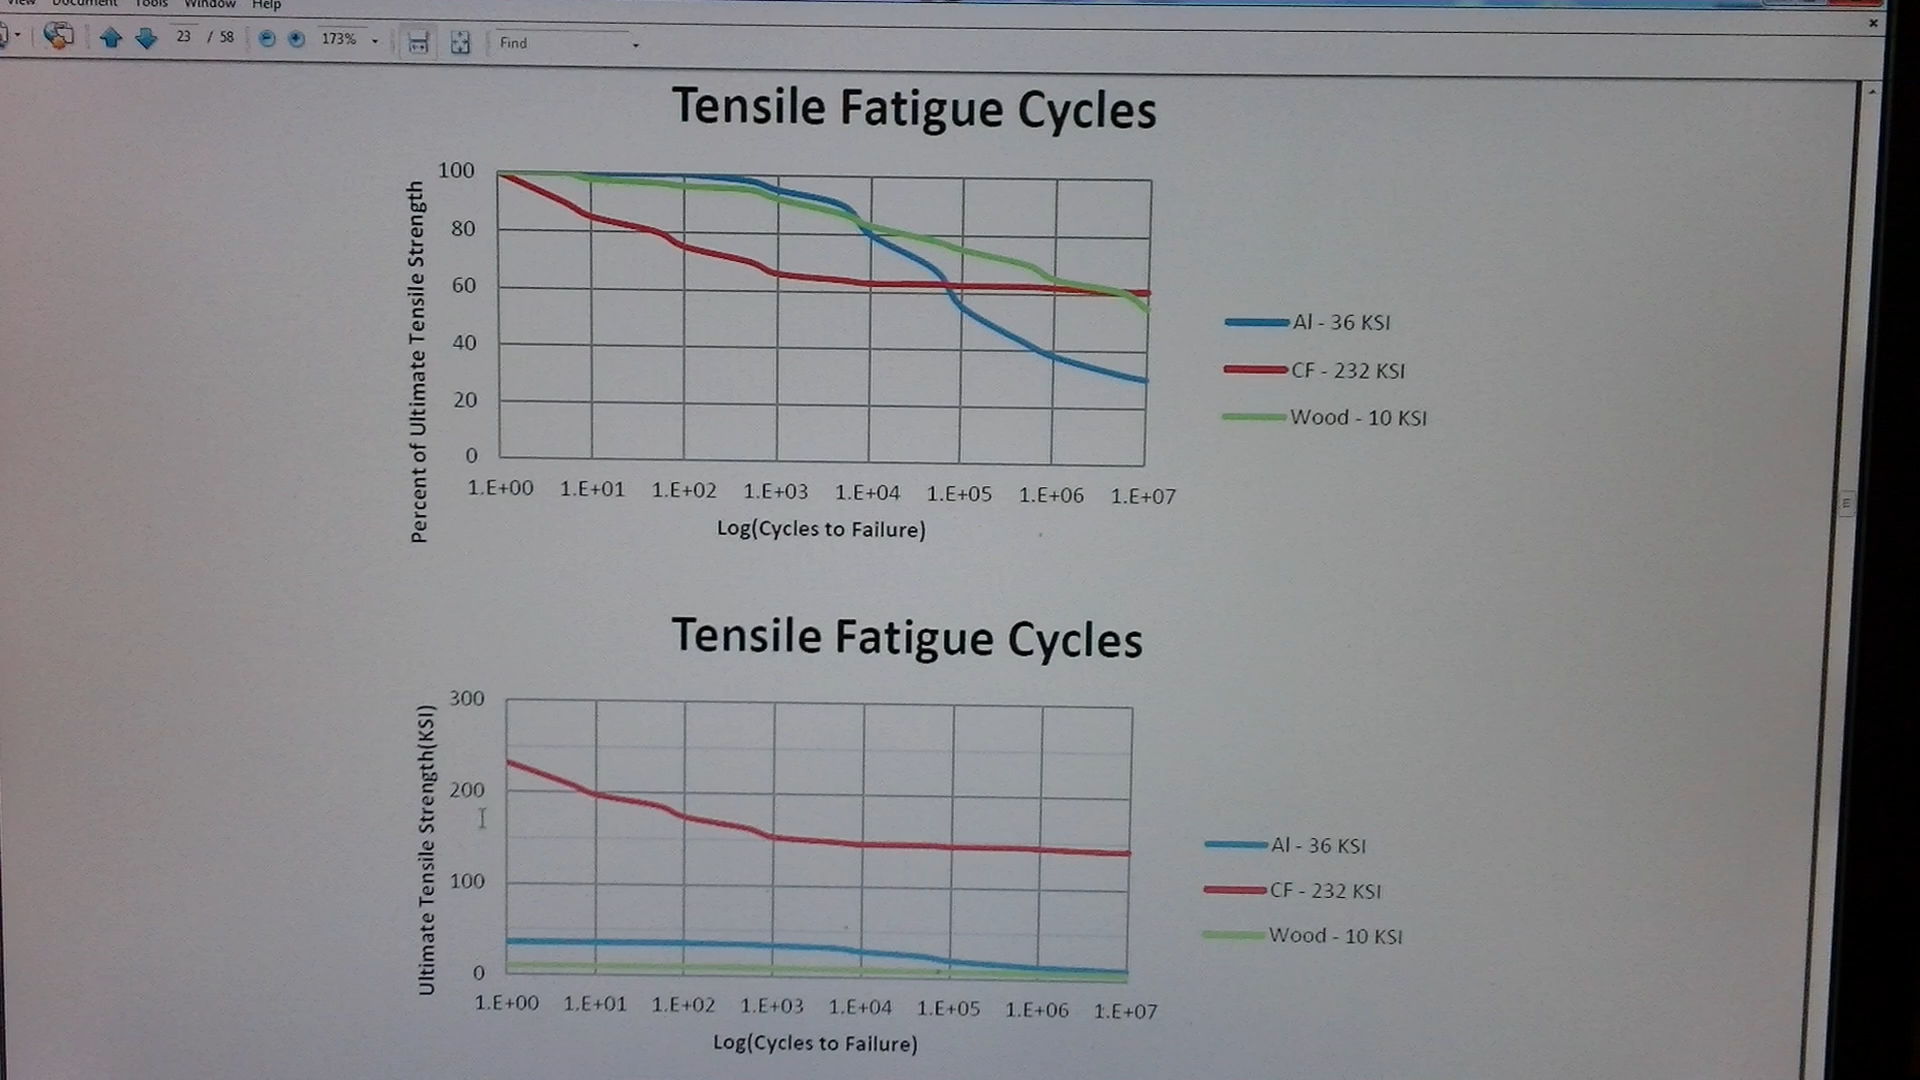 View Document Tools Window Help
23 / 58 173% Find
Tensile Fatigue Cycles
Percent of Ultimate Tensile Strength
100
80
60
40
20
0
1.E+00 1.E+01 1.E+02 1.E+03 1.E+04 1.E+05 1.E+06 1.E+07
Log(Cycles to Failure)
Al - 36 KSI
CF - 232 KSI
Wood - 10 KSI
Tensile Fatigue Cycles
Ultimate Tensile Strength(KSI)
300
200
100
0
1.E+00 1.E+01 1.E+02 1.E+03 1.E+04 1.E+05 1.E+06 1.E+07
Log(Cycles to Failure)
Al - 36 KSI
CF - 232 KSI
Wood - 10 KSI